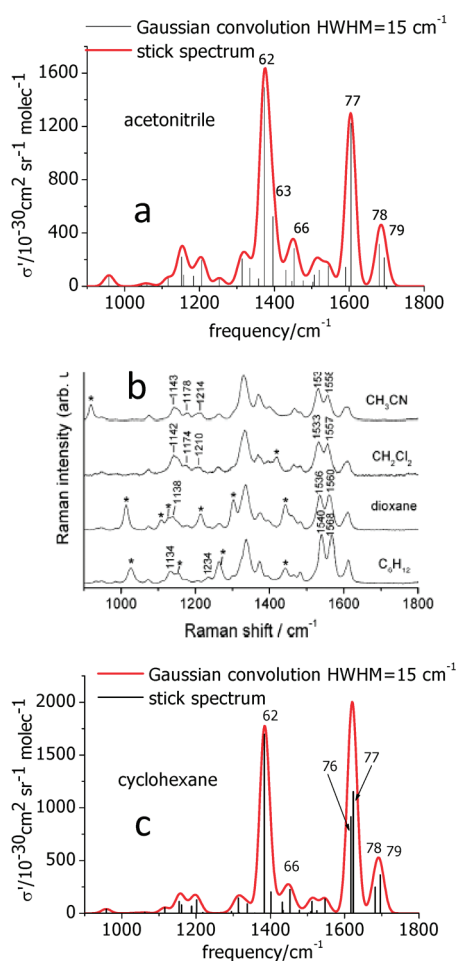 Gaussian convolution HWHM=15 cm-1
stick spectrum
62
1600
77
acetonitrile
1200
800
63
a
66
78
79
400
0
σ'/10-30cm2 sr-1 molec-1
1000 1200 1400 1600 1800
frequency/cm-1
b
Raman intensity (arb. u
1143
1178
1214
153
1558
CH3CN
*
1142
1174
1210
*
1533
1557
CH2Cl2
1138
1536
1560
dioxane
* * * * * *
1134
1234
1540
1568
C6H12
* * * *
1000 1200 1400 1600 1800
Raman shift / cm-1
Gaussian convolution HWHM=15 cm-1
stick spectrum
2000
62
77
76
1500
cyclohexane
1000
c
78
79
66
500
0
σ'/10-30cm2 sr-1 molec-1
1000 1200 1400 1600 1800
frequency/cm-1